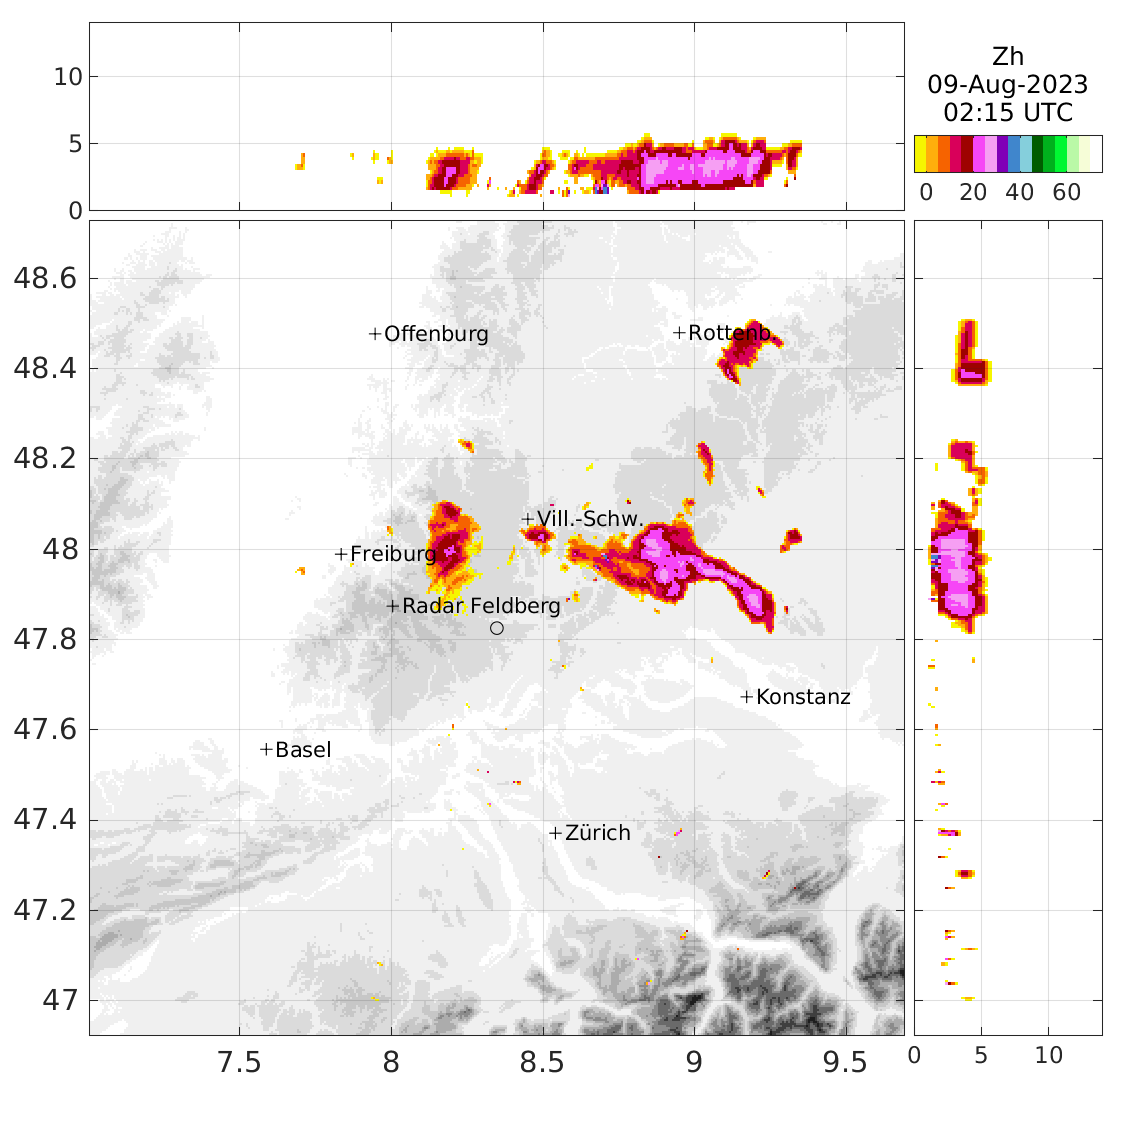 10
5
0
Zh
09-Aug-2023
02:15 UTC
0 20 40 60
48.6
48.4
48.2
48
47.8
47.6
47.4
47.2
47
+Offenburg
+Rottenb.
+Vill.-Schw.
+Freiburg
+Radar Feldberg
+Konstanz
+Basel
+Zürich
7.5 8 8.5 9 9.5
0 5 10